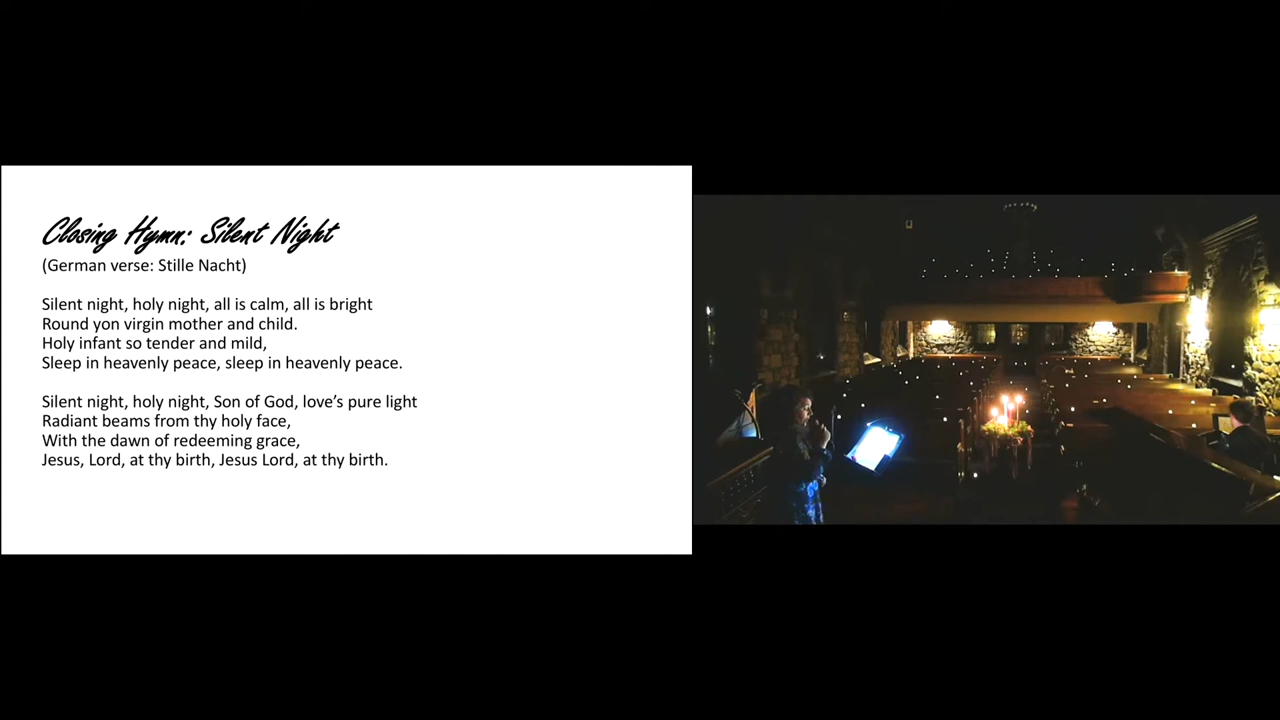 Closing Hymn: Silent Night
(German verse: Stille Nacht)
Silent night, holy night, all is calm, all is bright
Round yon virgin mother and child.
Holy infant so tender and mild,
Sleep in heavenly peace, sleep in heavenly peace.
Silent night, holy night, Son of God, love’s pure light
Radiant beams from thy holy face,
With the dawn of redeeming grace,
Jesus, Lord, at thy birth, Jesus Lord, at thy birth.